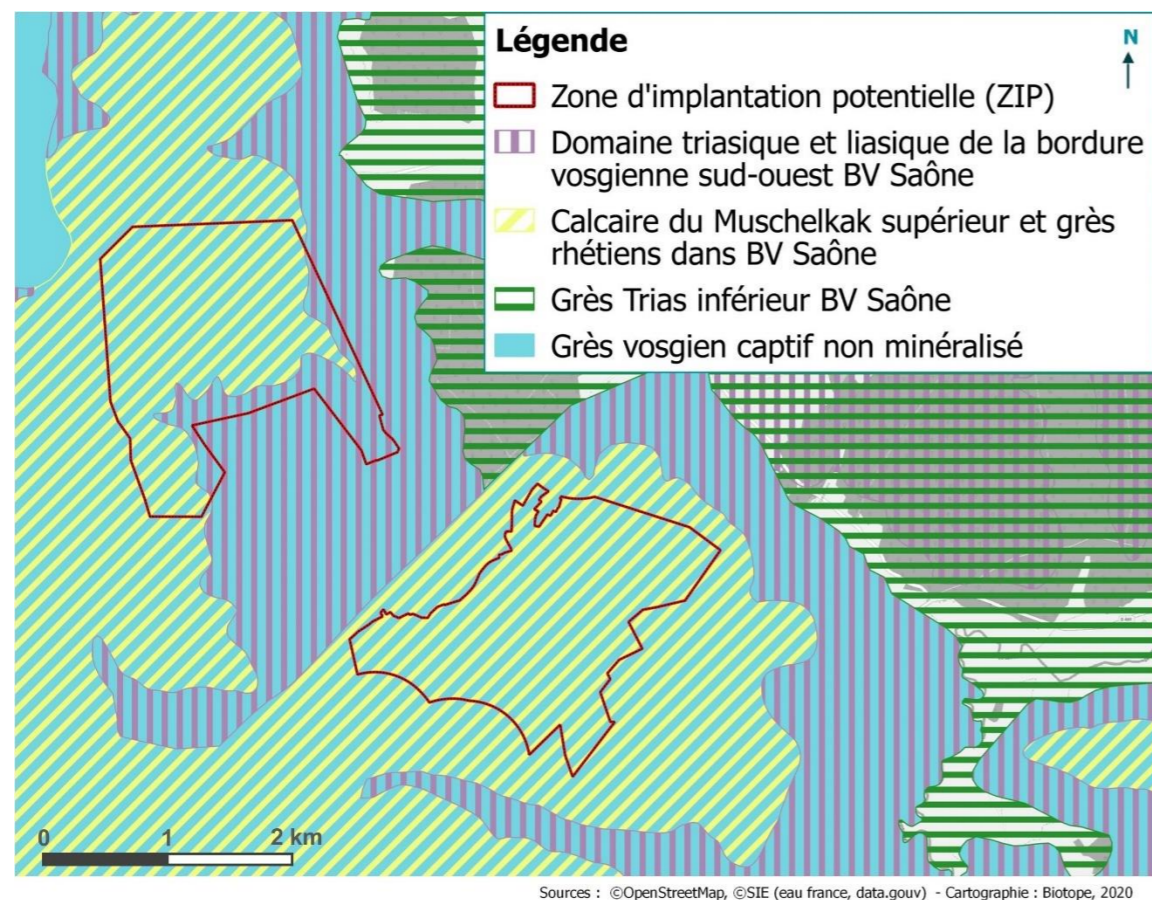 Légende
N
Zone d'implantation potentielle (ZIP)
Domaine triasique et liasique de la bordure
vosgienne sud-ouest BV Saône
Calcaire du Muschelkak supérieur et grès
rhétiens dans BV Saône
Grès Trias inférieur BV Saône
Grès vosgien captif non minéralisé
0 1 2 km
Sources : ©OpenStreetMap, ©SIE (eau france, data.gouv) - Cartographie : Biotope, 2020